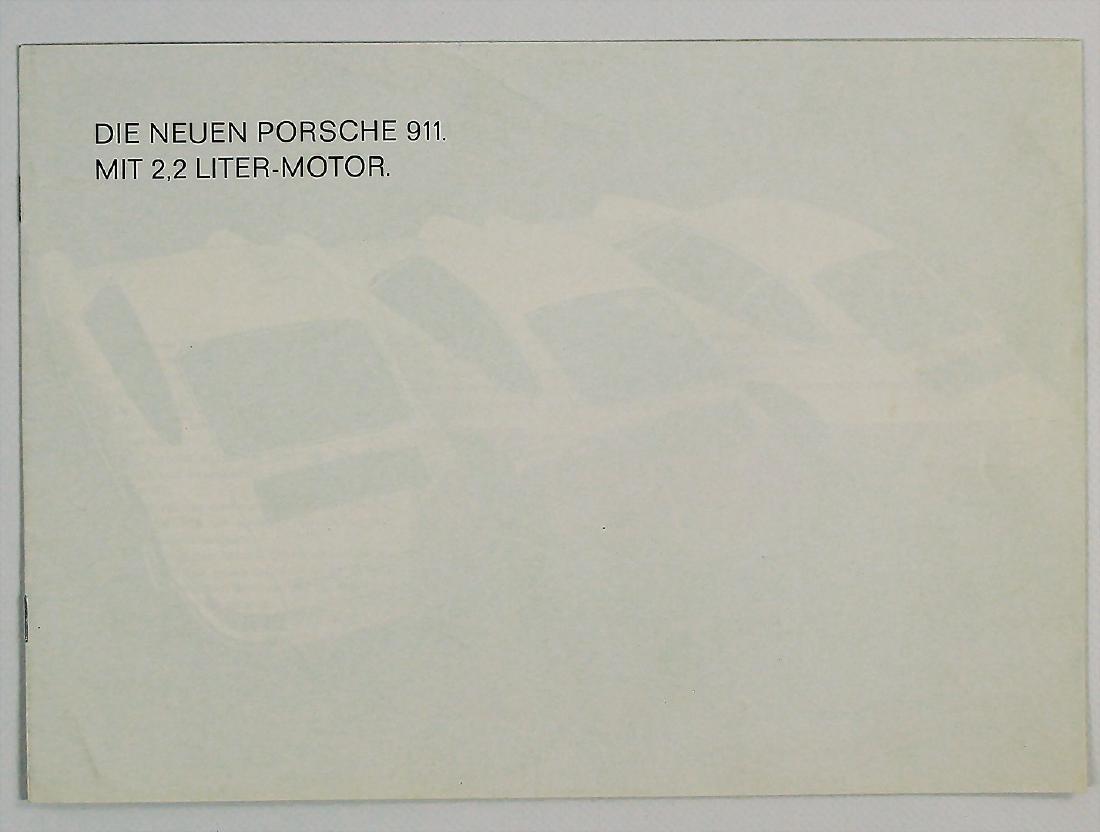 DIE NEUEN PORSCHE 911.
MIT 2,2 LITER-MOTOR.